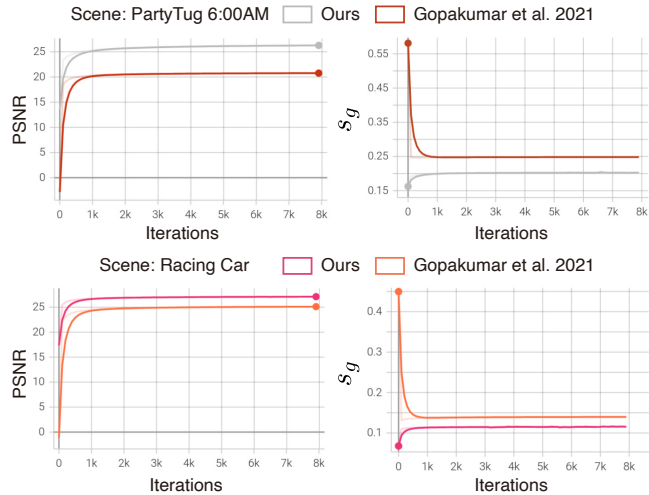 Scene: PartyTug 6:00AM Ours Gopakumar et al. 2021
PSNR
25
20
15
10
5
0
0 1k 2k 3k 4k 5k 6k 7k 8k
Iterations
s_g
0.55
0.45
0.35
0.25
0.15
0 1k 2k 3k 4k 5k 6k 7k 8k
Iterations
Scene: Racing Car Ours Gopakumar et al. 2021
PSNR
25
20
15
10
5
0
0 1k 2k 3k 4k 5k 6k 7k 8k
Iterations
s_g
0.4
0.3
0.2
0.1
0 1k 2k 3k 4k 5k 6k 7k 8k
Iterations